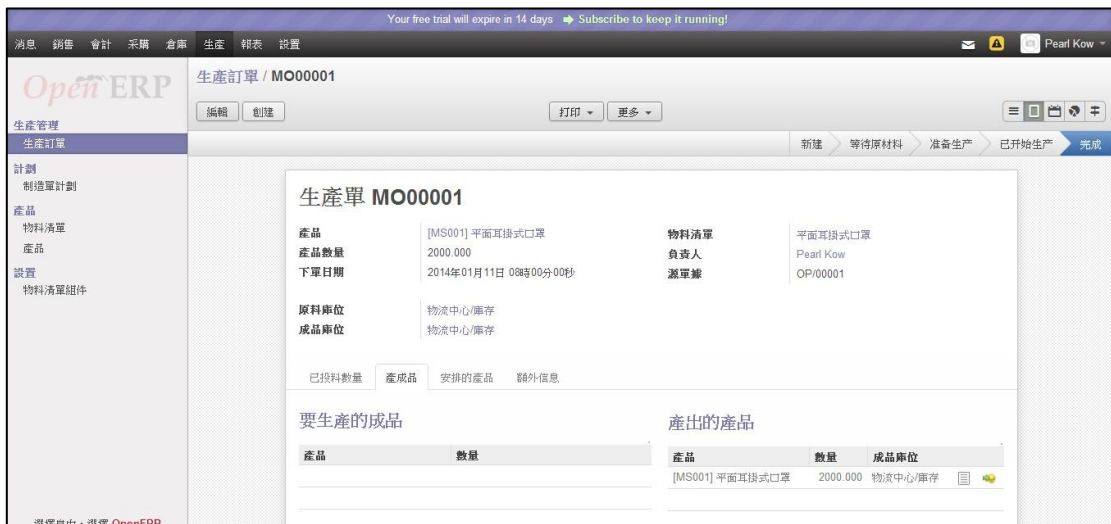 Your free trial will expire in 14 days Subscribe to keep it running!
消息 銷售 會計 采購 倉庫 生產 報表 設置 Pearl Kow
Open ERP
生產訂單 / MO00001
編輯 創建 打印 更多
生產管理
生產訂單
新建 等待原材料 准备生产 已开始生产 完成
計劃
制造單計劃
產品
物料清單
產品
設置
物料清單組件
生產單 MO00001
產品 [MS001] 平面耳掛式口罩 物料清單 平面耳掛式口罩
產品數量 2000.000 負責人 Pearl Kow
下單日期 2014年01月11日 08時00分00秒 源單據 OP/00001
原料庫位 物流中心/庫存
成品庫位 物流中心/庫存
已投料數量 產成品 安排的產品 額外信息
要生產的成品 產出的產品
產品 數量 產品 數量 成品庫位
[MS001] 平面耳掛式口罩 2000.000 物流中心/庫存
OpenERP